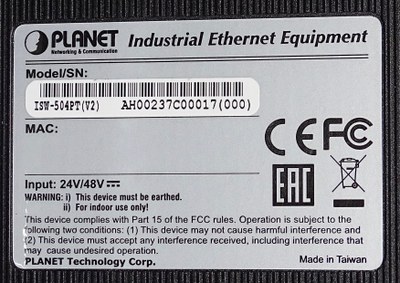 PLANET
Networking & Communication
Industrial Ethernet Equipment
Model/SN:
ISW-504PT(V2) AH00237C00017(000)
MAC:
CE FC
EAC
Input: 24V/48V
WARNING: i) This device must be earthed.
ii) For indoor use only!
This device complies with Part 15 of the FCC rules. Operation is subject to the
following two conditions: (1) This device may not cause harmful interference and
(2) This device must accept any interference received, including interference that
may cause undesired operation.
PLANET Technology Corp. Made in Taiwan